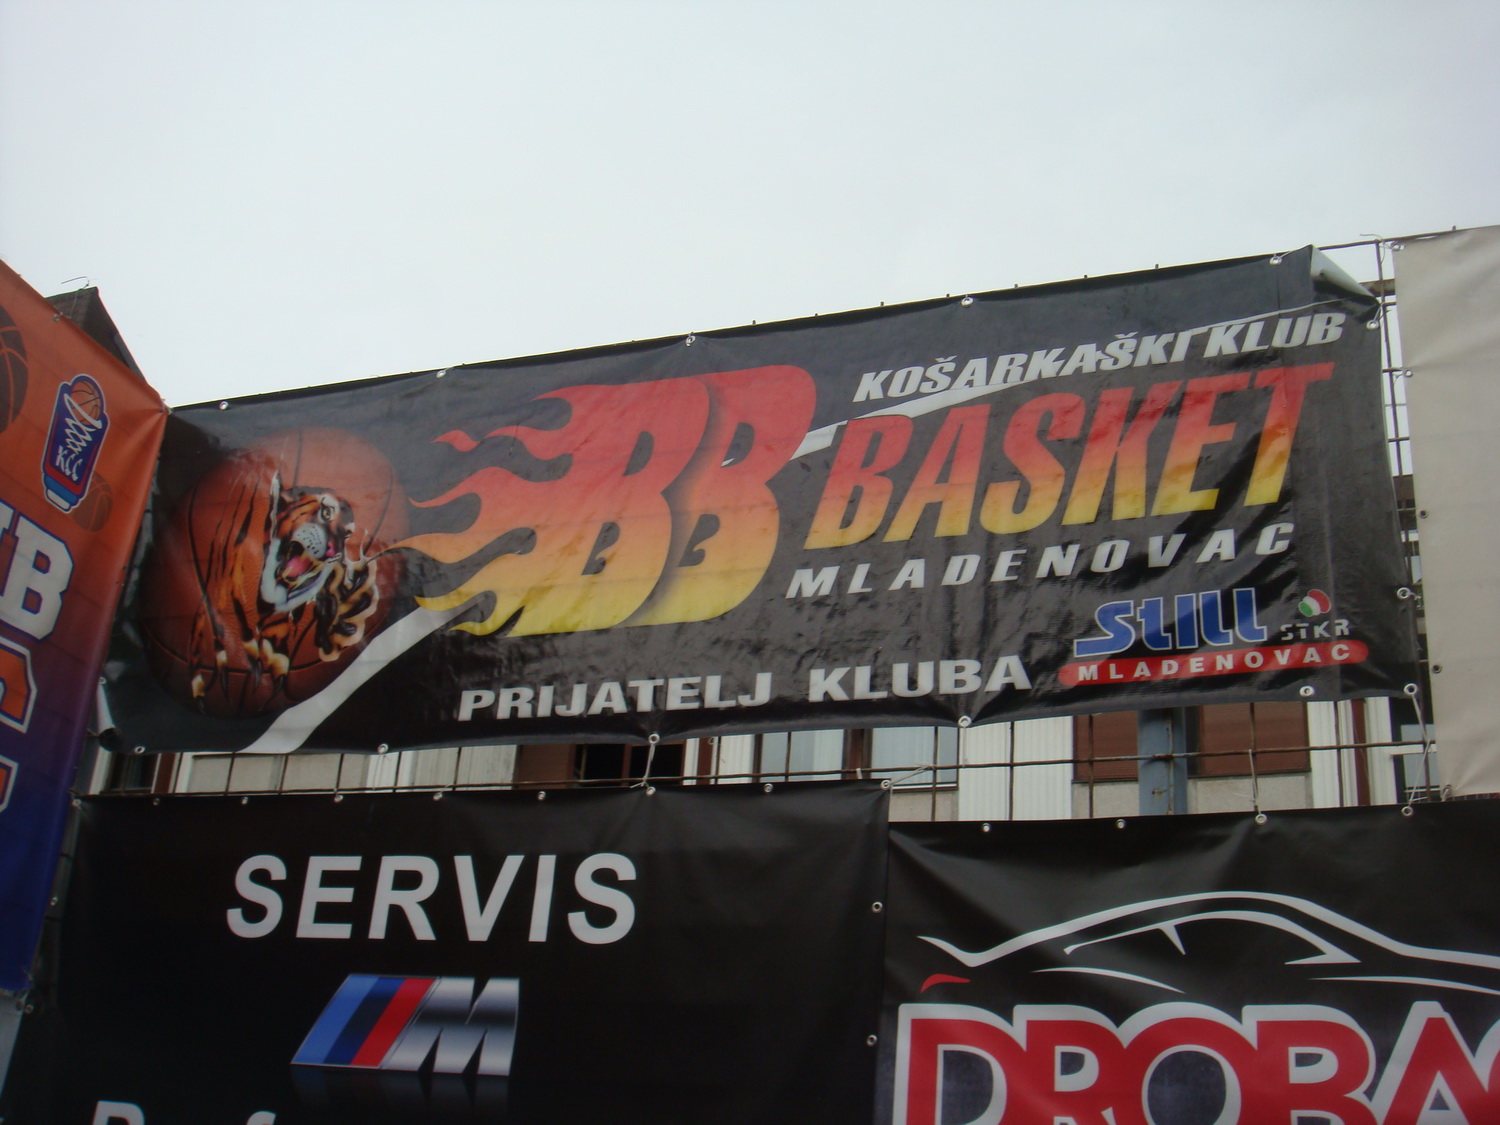 KOŠARKAŠKI KLUB
BB BASKET
MLADENOVAC
STILL STKR
MLADENOVAC
PRIJATELJ KLUBA
SERVIS
M